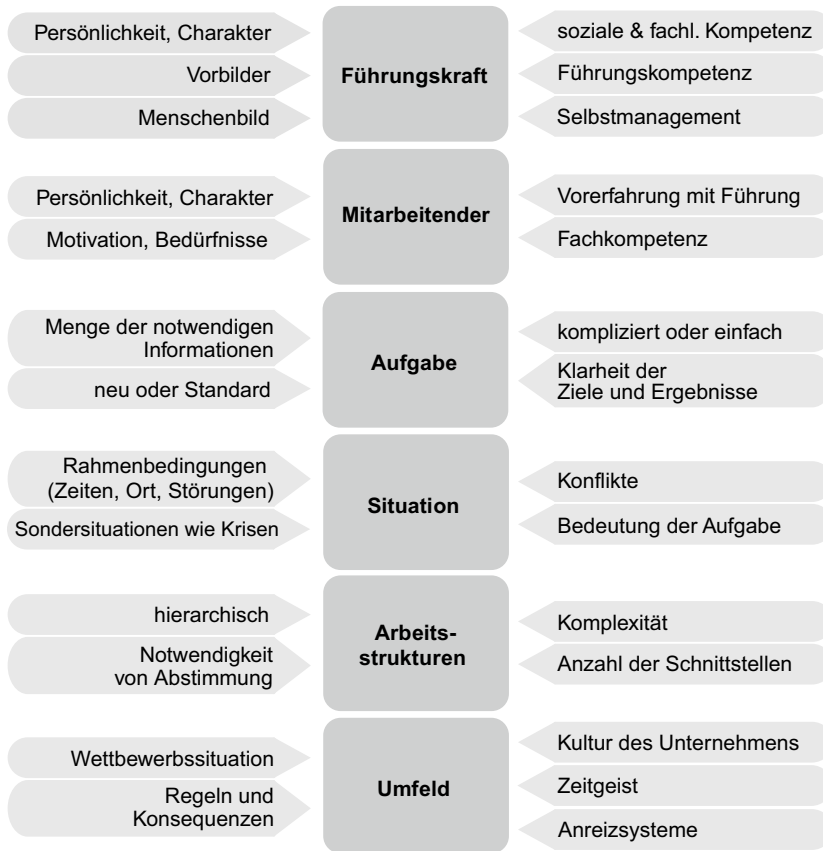 Persönlichkeit, Charakter
Vorbilder
Menschenbild
Führungskraft
soziale & fachl. Kompetenz
Führungskompetenz
Selbstmanagement
Persönlichkeit, Charakter
Motivation, Bedürfnisse
Mitarbeitender
Vorerfahrung mit Führung
Fachkompetenz
Menge der notwendigen
Informationen
neu oder Standard
Aufgabe
kompliziert oder einfach
Klarheit der
Ziele und Ergebnisse
Rahmenbedingungen
(Zeiten, Ort, Störungen)
Sondersituationen wie Krisen
Situation
Konflikte
Bedeutung der Aufgabe
hierarchisch
Notwendigkeit
von Abstimmung
Arbeits-
strukturen
Komplexität
Anzahl der Schnittstellen
Wettbewerbssituation
Regeln und
Konsequenzen
Umfeld
Kultur des Unternehmens
Zeitgeist
Anreizsysteme